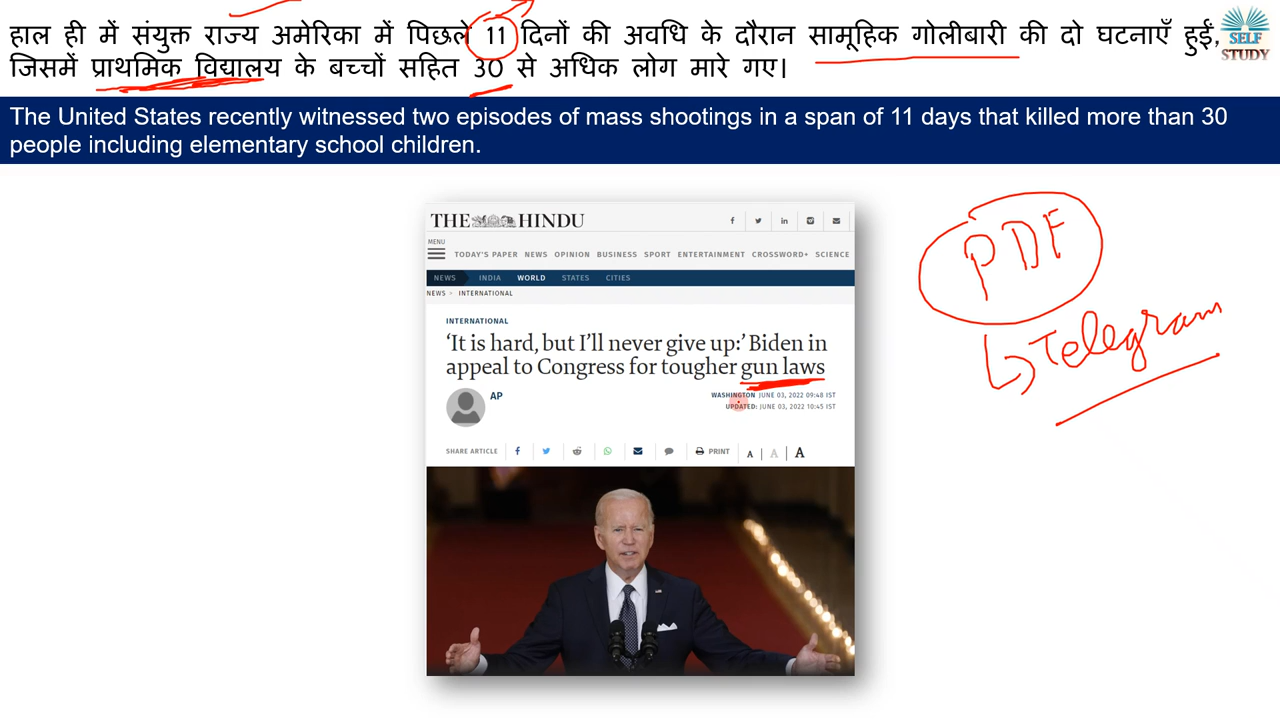 हाल ही में संयुक्त राज्य अमेरिका में पिछले 11 दिनों की अवधि के दौरान सामूहिक गोलीबारी की दो घटनाएँ हुईं,
जिसमें प्राथमिक विद्यालय के बच्चों सहित 30 से अधिक लोग मारे गए।
SELF
STUDY
The United States recently witnessed two episodes of mass shootings in a span of 11 days that killed more than 30
people including elementary school children.
THE HINDU
MENU
TODAY'S PAPER NEWS OPINION BUSINESS SPORT ENTERTAINMENT CROSSWORD+ SCIENCE
NEWS INDIA WORLD STATES CITIES
NEWS INTERNATIONAL
INTERNATIONAL
‘It is hard, but I’ll never give up:’ Biden in
appeal to Congress for tougher gun laws
AP
WASHINGTON JUNE 03, 2022 09:48 IST
UPDATED: JUNE 03, 2022 10:45 IST
SHARE ARTICLE PRINT A A A
PDF
Telegram